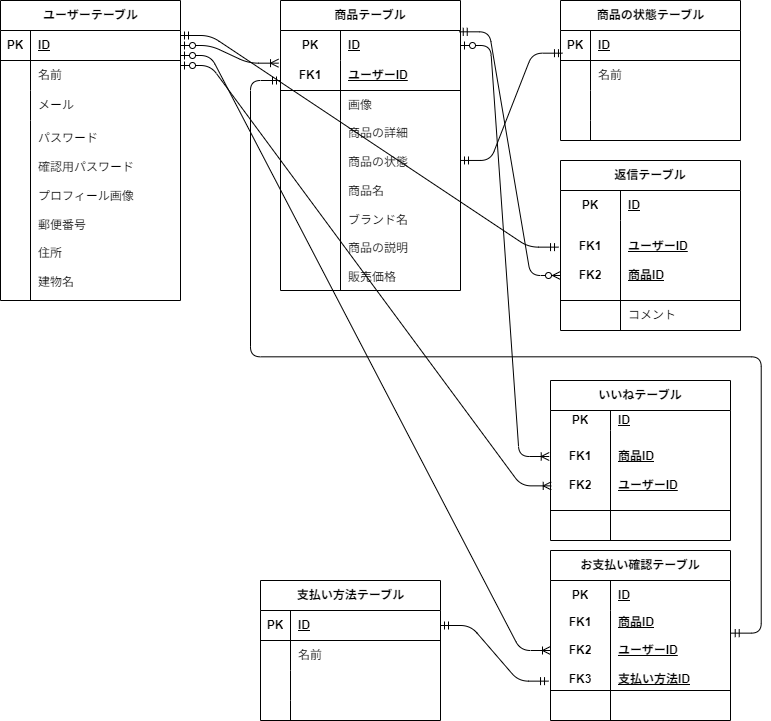 ユーザーテーブル
PK ID
名前
メール
パスワード
確認用パスワード
プロフィール画像
郵便番号
住所
建物名
商品テーブル
PK ID
FK1 ユーザーID
画像
商品の詳細
商品の状態
商品名
ブランド名
商品の説明
販売価格
商品の状態テーブル
PK ID
名前
返信テーブル
PK ID
FK1 ユーザーID
FK2 商品ID
コメント
いいねテーブル
PK ID
FK1 商品ID
FK2 ユーザーID
支払い方法テーブル
PK ID
名前
お支払い確認テーブル
PK ID
FK1 商品ID
FK2 ユーザーID
FK3 支払い方法ID